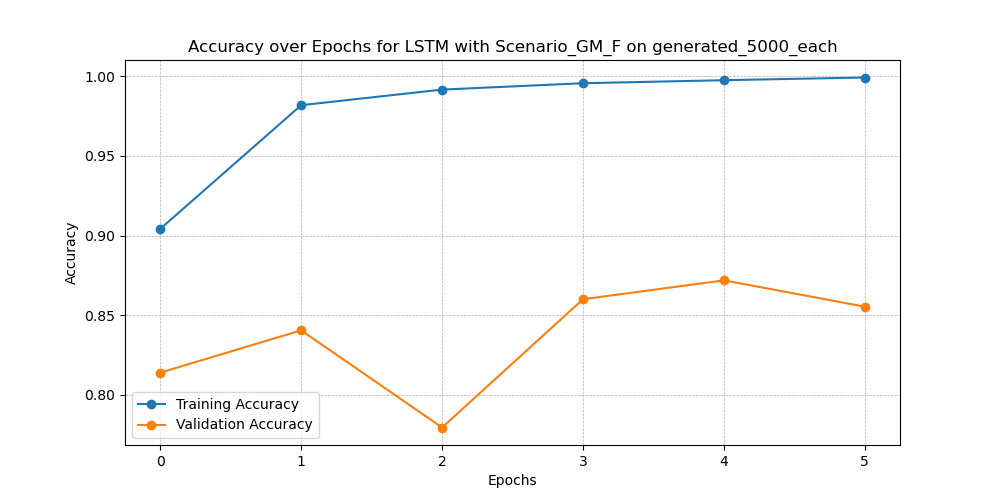 Accuracy over Epochs for LSTM with Scenario_GM_F on generated_5000_each
1.00
0.95
0.90
0.85
0.80
Accuracy
Training Accuracy
Validation Accuracy
0 1 2 3 4 5
Epochs